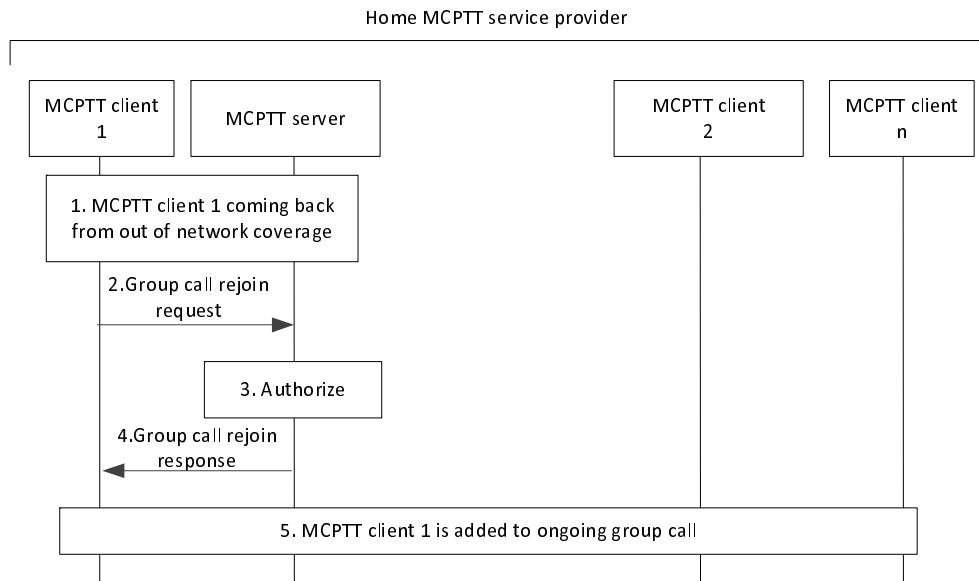 Home MCPTT service provider
MCPTT client
1
MCPTT server
MCPTT client
2
MCPTT client
n
1. MCPTT client 1 coming back
from out of network coverage
2.Group call rejoin
request
3. Authorize
4.Group call rejoin
response
5. MCPTT client 1 is added to ongoing group call